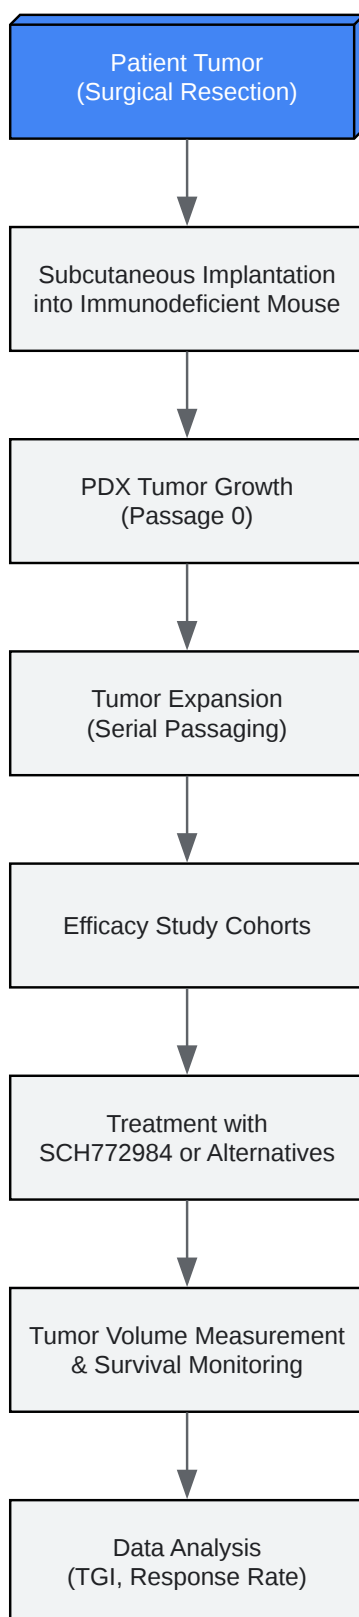 Patient Tumor
(Surgical Resection)
Subcutaneous Implantation
into Immunodeficient Mouse
PDX Tumor Growth
(Passage 0)
Tumor Expansion
(Serial Passaging)
Efficacy Study Cohorts
Treatment with
SCH772984 or Alternatives
Tumor Volume Measurement
& Survival Monitoring
Data Analysis
(TGI, Response Rate)